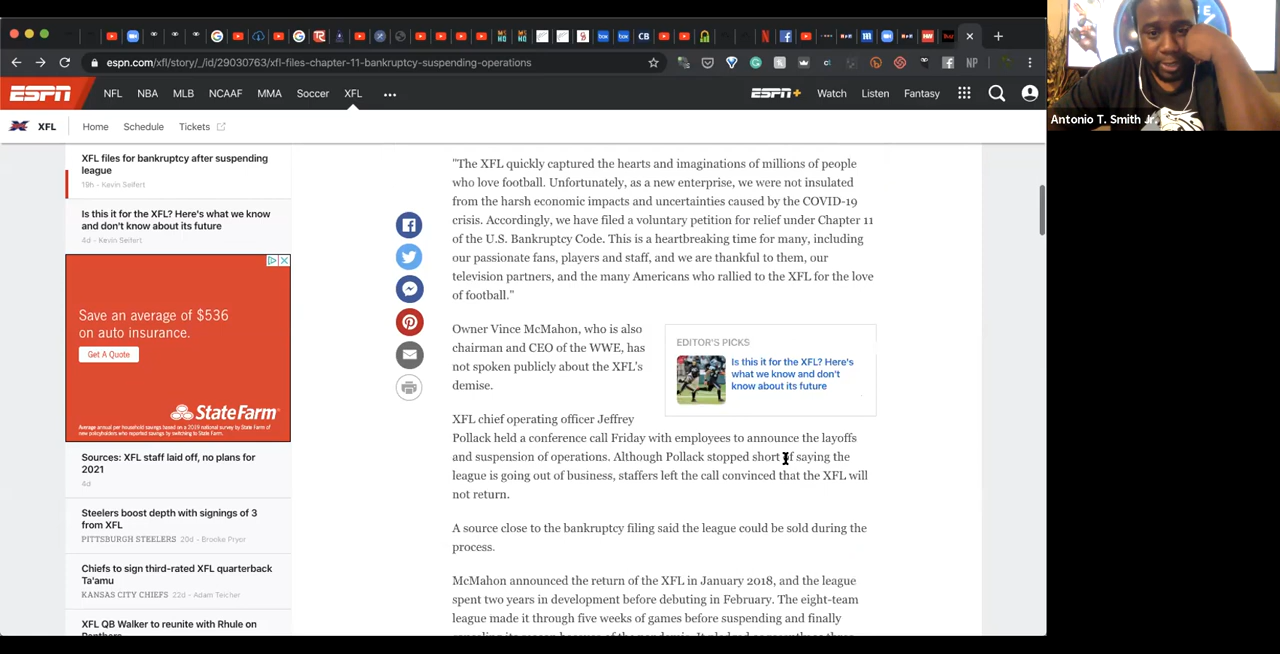 espn.com/xfl/story/_/id/29030763/xfl-files-chapter-11-bankruptcy-suspending-operations
ESPN NFL NBA MLB NCAAF MMA Soccer XFL ESPN+ Watch Listen Fantasy
XFL Home Schedule Tickets
Antonio T. Smith Jr.
XFL files for bankruptcy after suspending
league
19h - Kevin Seifert
Is this it for the XFL? Here's what we know
and don't know about its future
4d - Kevin Seifert
Save an average of $536
on auto insurance.
Get A Quote
StateFarm
Sources: XFL staff laid off, no plans for
2021
4d
Steelers boost depth with signings of 3
from XFL
PITTSBURGH STEELERS 20d - Brooke Pryor
Chiefs to sign third-rated XFL quarterback
Ta'amu
KANSAS CITY CHIEFS 22d - Adam Teicher
XFL QB Walker to reunite with Rhule on
Panthers
"The XFL quickly captured the hearts and imaginations of millions of people
who love football. Unfortunately, as a new enterprise, we were not insulated
from the harsh economic impacts and uncertainties caused by the COVID-19
crisis. Accordingly, we have filed a voluntary petition for relief under Chapter 11
of the U.S. Bankruptcy Code. This is a heartbreaking time for many, including
our passionate fans, players and staff, and we are thankful to them, our
television partners, and the many Americans who rallied to the XFL for the love
of football."
Owner Vince McMahon, who is also
chairman and CEO of the WWE, has
not spoken publicly about the XFL's
demise.
EDITOR'S PICKS
Is this it for the XFL? Here's
what we know and don't
know about its future
XFL chief operating officer Jeffrey
Pollack held a conference call Friday with employees to announce the layoffs
and suspension of operations. Although Pollack stopped short of saying the
league is going out of business, staffers left the call convinced that the XFL will
not return.
A source close to the bankruptcy filing said the league could be sold during the
process.
McMahon announced the return of the XFL in January 2018, and the league
spent two years in development before debuting in February. The eight-team
league made it through five weeks of games before suspending and finally